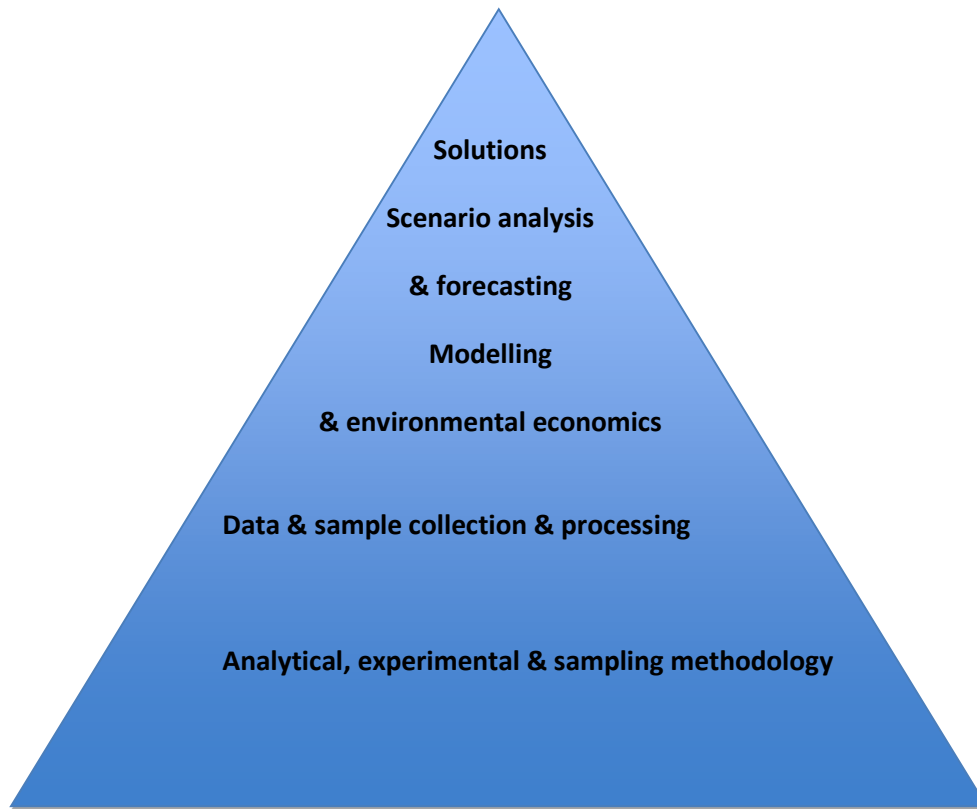 Solutions
Scenario analysis
& forecasting
Modelling
& environmental economics
Data & sample collection & processing
Analytical, experimental & sampling methodology